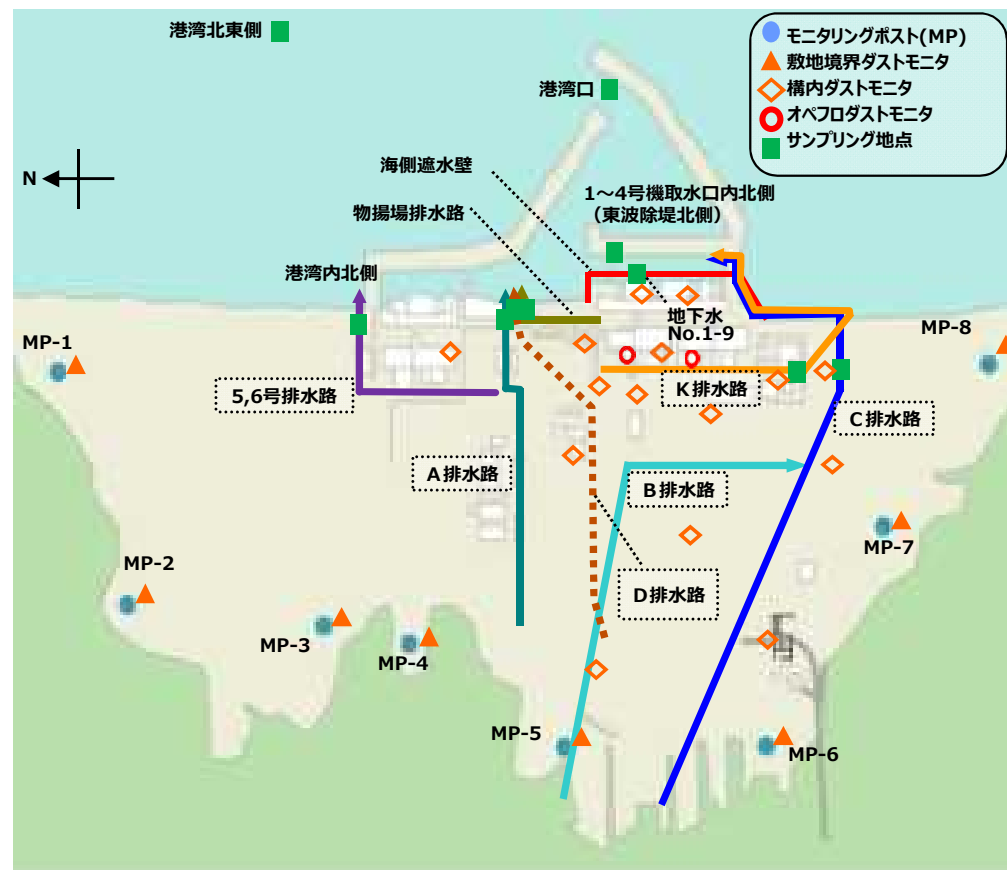 港湾北東側
モニタリングポスト(MP)
敷地境界ダストモニタ
構内ダストモニタ
オペフロダストモニタ
サンプリング地点
港湾口
N
海側遮水壁
1～4号機取水口内北側
（東波除堤北側）
物揚場排水路
港湾内北側
地下水
No.1-9
MP-1
MP-8
5,6号排水路
K排水路
C排水路
A排水路
B排水路
MP-7
MP-2
D排水路
MP-3
MP-4
MP-5
MP-6